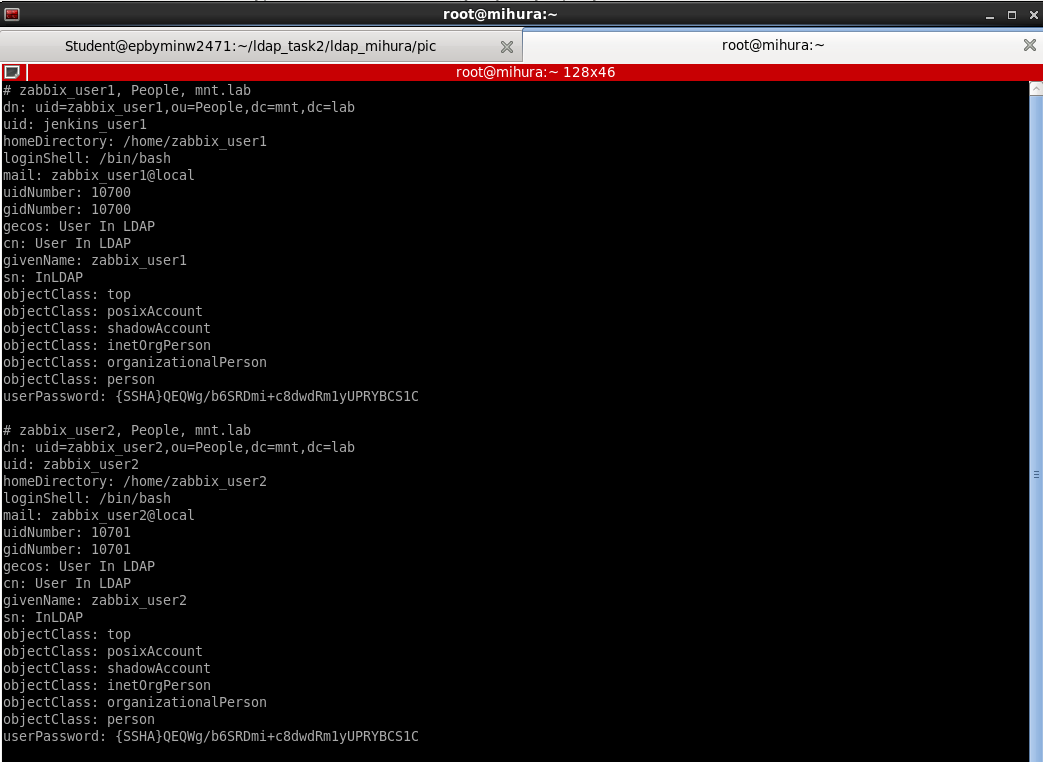 root@mihura:~
Student@epbyminw2471:~/ldap_task2/ldap_mihura/pic
root@mihura:~
root@mihura:~ 128x46
# zabbix_user1, People, mnt.lab
dn: uid=zabbix_user1,ou=People,dc=mnt,dc=lab
uid: jenkins_user1
homeDirectory: /home/zabbix_user1
loginShell: /bin/bash
mail: zabbix_user1@local
uidNumber: 10700
gidNumber: 10700
gecos: User In LDAP
cn: User In LDAP
givenName: zabbix_user1
sn: InLDAP
objectClass: top
objectClass: posixAccount
objectClass: shadowAccount
objectClass: inetOrgPerson
objectClass: organizationalPerson
objectClass: person
userPassword: {SSHA}QEQWg/b6SRDmi+c8dwdRm1yUPRYBCS1C

# zabbix_user2, People, mnt.lab
dn: uid=zabbix_user2,ou=People,dc=mnt,dc=lab
uid: zabbix_user2
homeDirectory: /home/zabbix_user2
loginShell: /bin/bash
mail: zabbix_user2@local
uidNumber: 10701
gidNumber: 10701
gecos: User In LDAP
cn: User In LDAP
givenName: zabbix_user2
sn: InLDAP
objectClass: top
objectClass: posixAccount
objectClass: shadowAccount
objectClass: inetOrgPerson
objectClass: organizationalPerson
objectClass: person
userPassword: {SSHA}QEQWg/b6SRDmi+c8dwdRm1yUPRYBCS1C